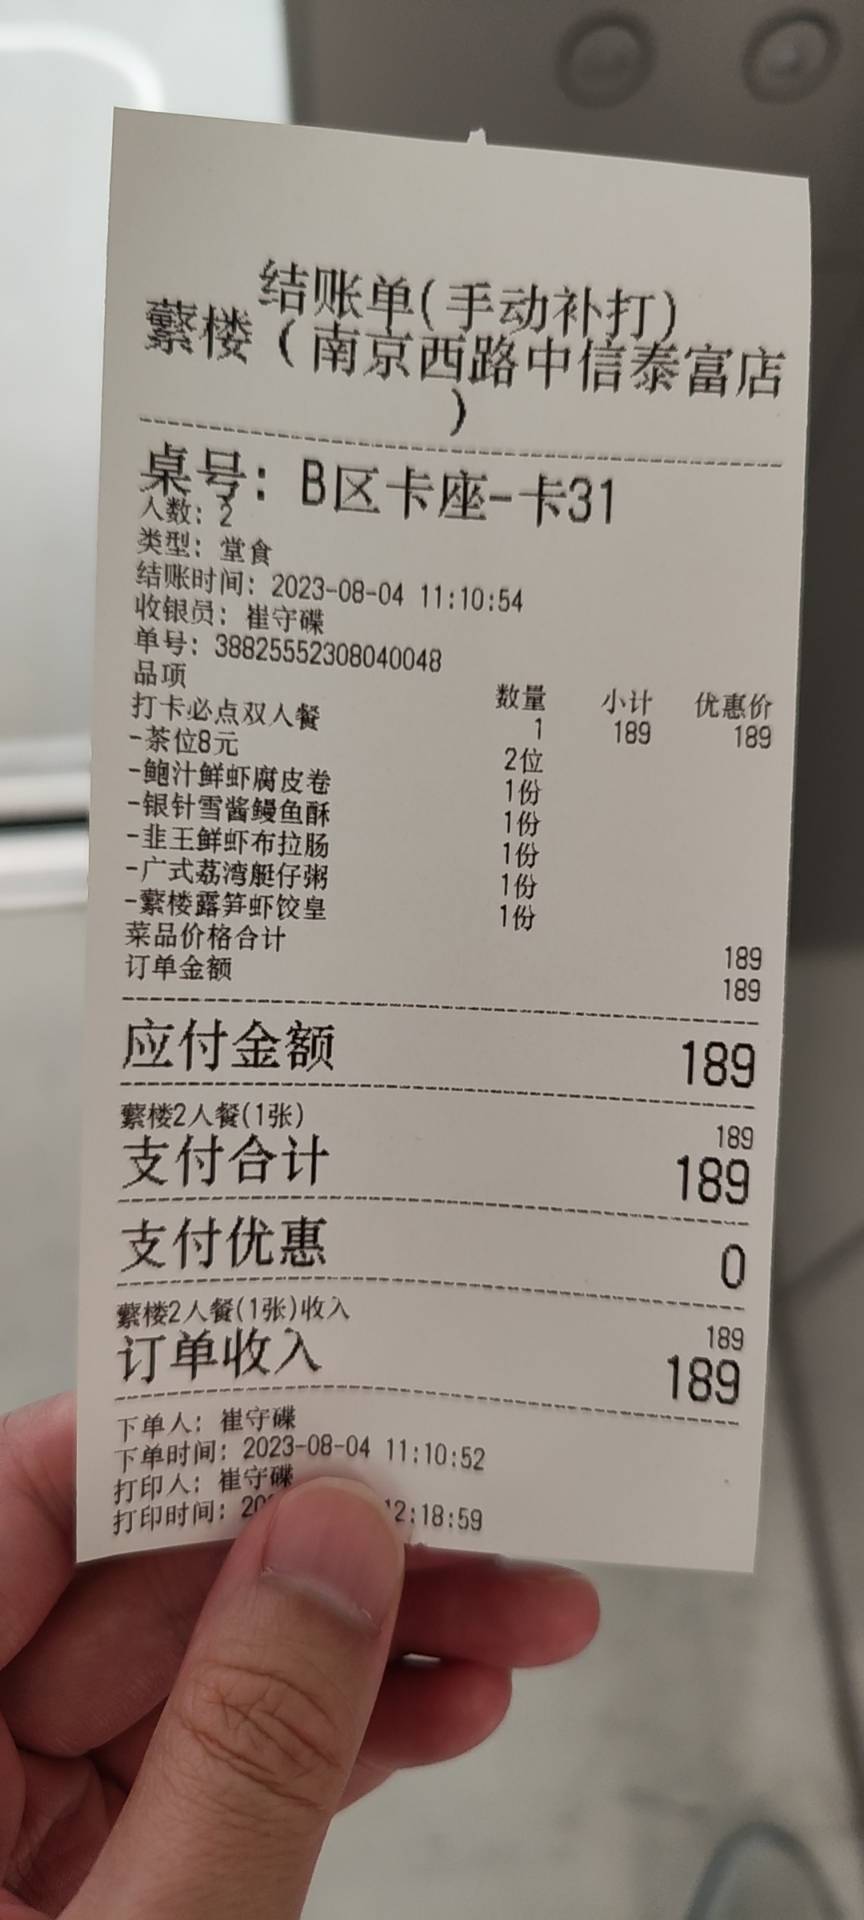 结账单(手动补打)
蘩楼（南京西路中信泰富店
）
桌号: B区卡座-卡31
人数: 2
类型: 堂食
结账时间: 2023-08-04 11:10:54
收银员: 崔守碟
单号: 388255552308040048
品项 数量 小计 优惠价
打卡必点双人餐 1 189 189
-茶位8元 2位
-鲍汁鲜虾腐皮卷 1份
-银针雪酱鳗鱼酥 1份
-韭王鲜虾布拉肠 1份
-广式荔湾艇仔粥 1份
-蘩楼露笋虾饺皇 1份
菜品价格合计 189
订单金额 189
应付金额 189
蘩楼2人餐(1张) 189
支付合计 189
支付优惠 0
蘩楼2人餐(1张)收入 189
订单收入 189
下单人: 崔守碟
下单时间: 2023-08-04 11:10:52
打印人: 崔守碟
打印时间: 12:18:59